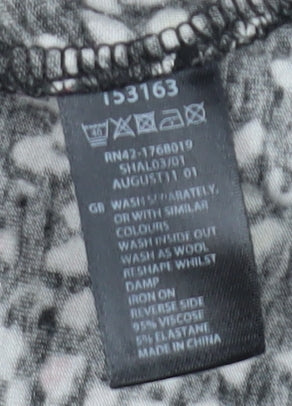 153163
40
RN42-1768019
SHAL03/01
AUGUST11 01
GB WASH SEPARATELY,
OR WITH SIMILAR
COLOURS
WASH INSIDE OUT
WASH AS WOOL
RESHAPE WHILST
DAMP
IRON ON
REVERSE SIDE
95% VISCOSE
5% ELASTANE
MADE IN CHINA